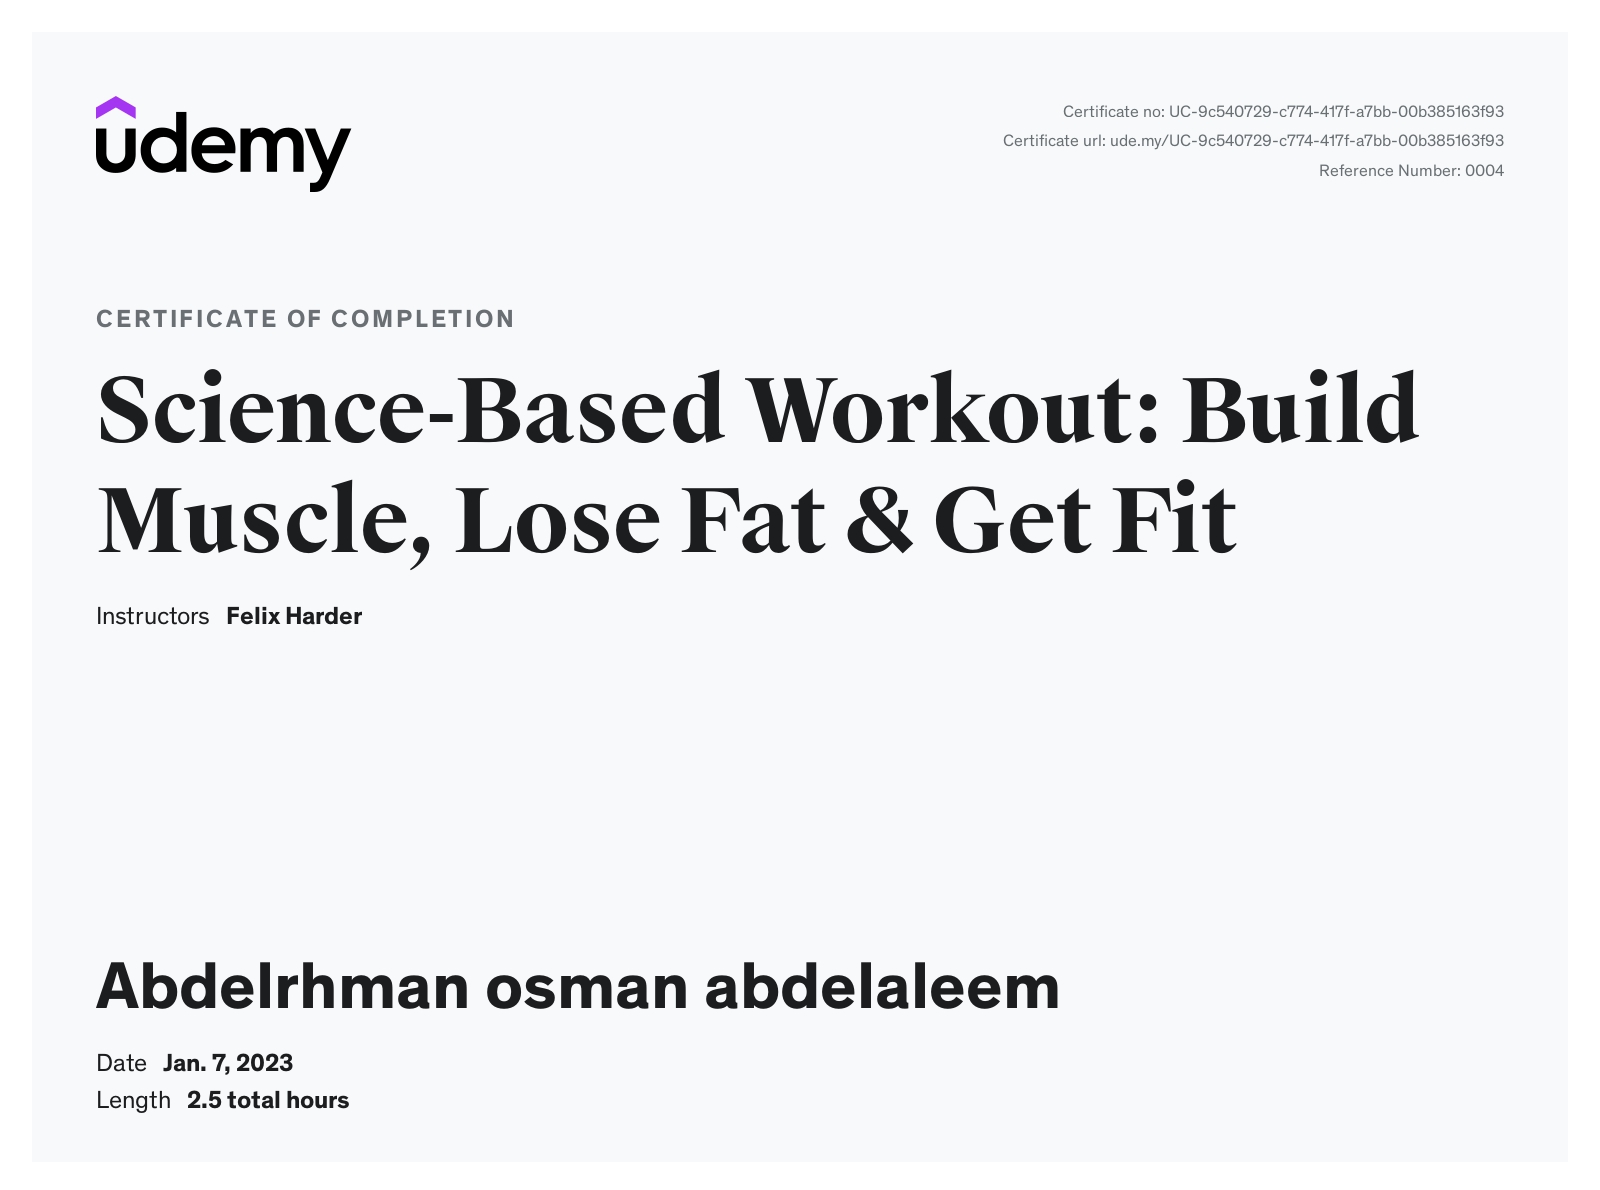 udemy
Certificate no: UC-9c540729-c774-417f-a7bb-00b385163f93
Certificate url: ude.my/UC-9c540729-c774-417f-a7bb-00b385163f93
Reference Number: 0004
CERTIFICATE OF COMPLETION
Science-Based Workout: Build
Muscle, Lose Fat & Get Fit
Instructors Felix Harder
Abdelrhman osman abdelaleem
Date Jan. 7, 2023
Length 2.5 total hours